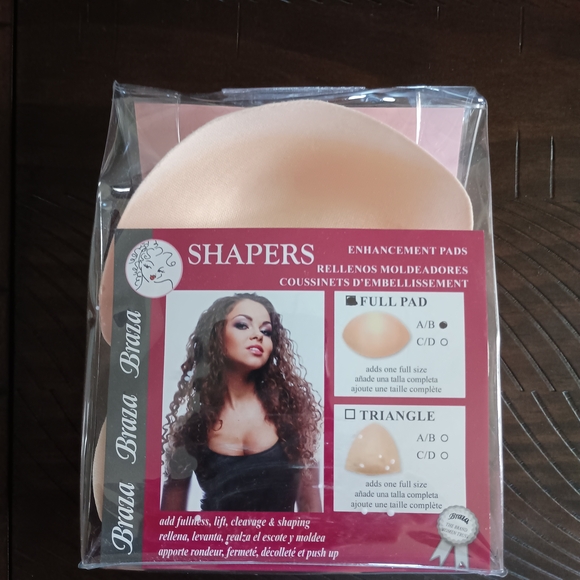 SHAPERS
ENHANCEMENT PADS
RELLENOS MOLDEADORES
COUSSINETS D'EMBELLISSEMENT
Braza Braza Braza
FULL PAD
A/B
C/D
adds one full size
añade una talla completa
ajoute une taille complète
TRIANGLE
A/B
C/D
adds one full size
añade una talla completa
ajoute une taille complète
add fullness, lift, cleavage & shaping
rellena, levanta, realza el escote y moldea
apporte rondeur, fermeté, décolleté et push up
Braza